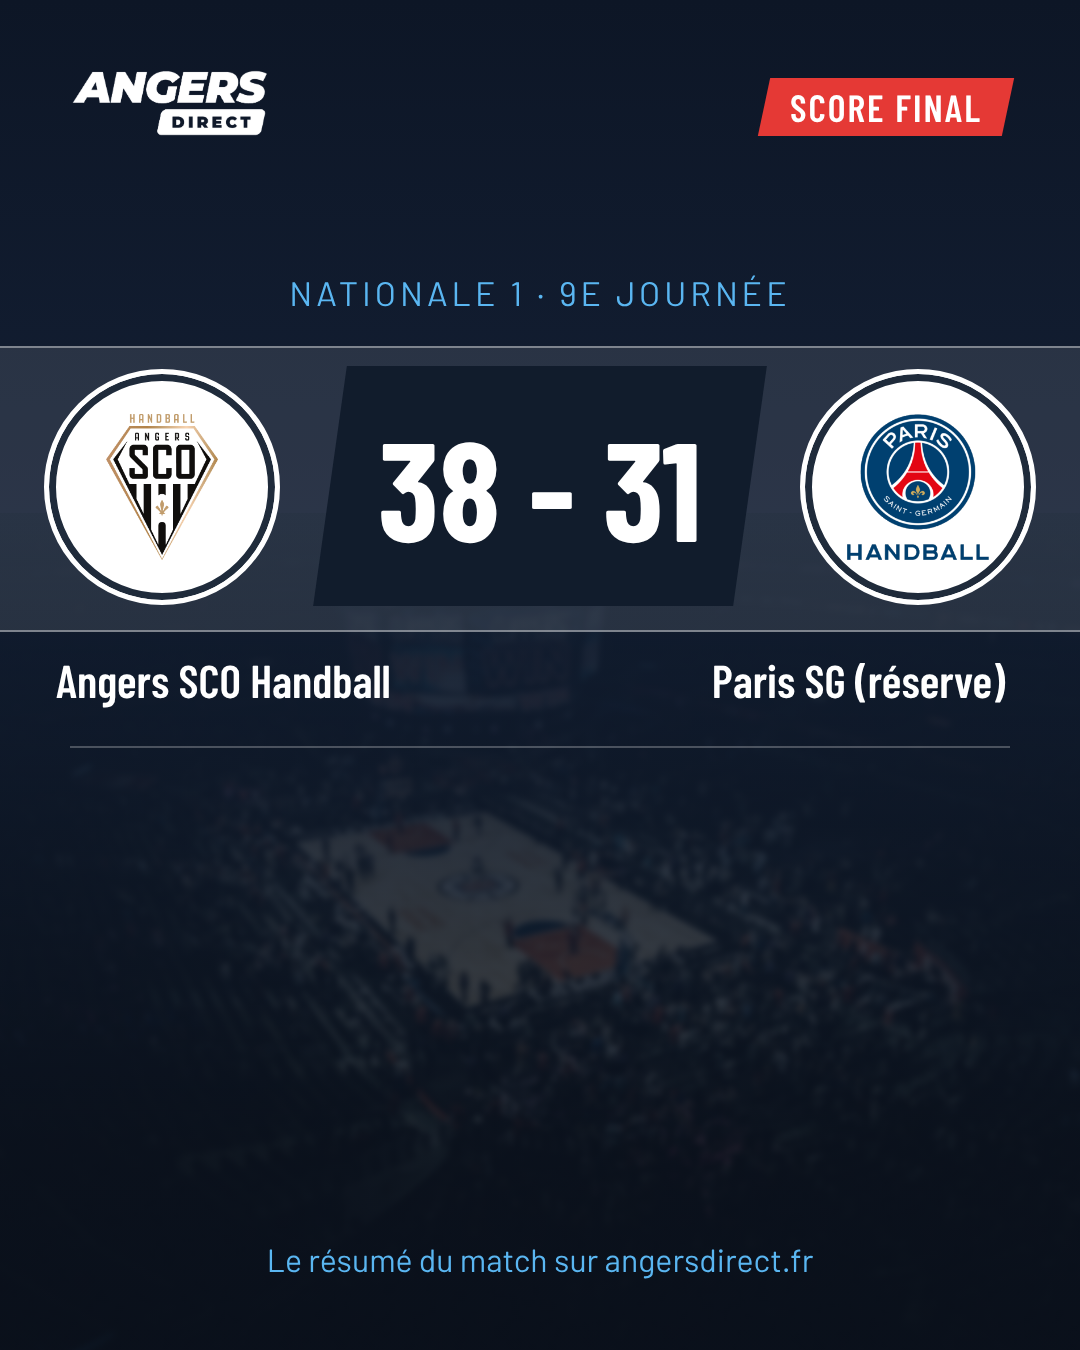 ANGERS
DIRECT
SCORE FINAL
NATIONALE 1 · 9E JOURNÉE
HANDBALL
ANGERS
SCO
38 - 31
PARIS
SAINT - GERMAIN
HANDBALL
Angers SCO Handball
Paris SG (réserve)
Le résumé du match sur angersdirect.fr